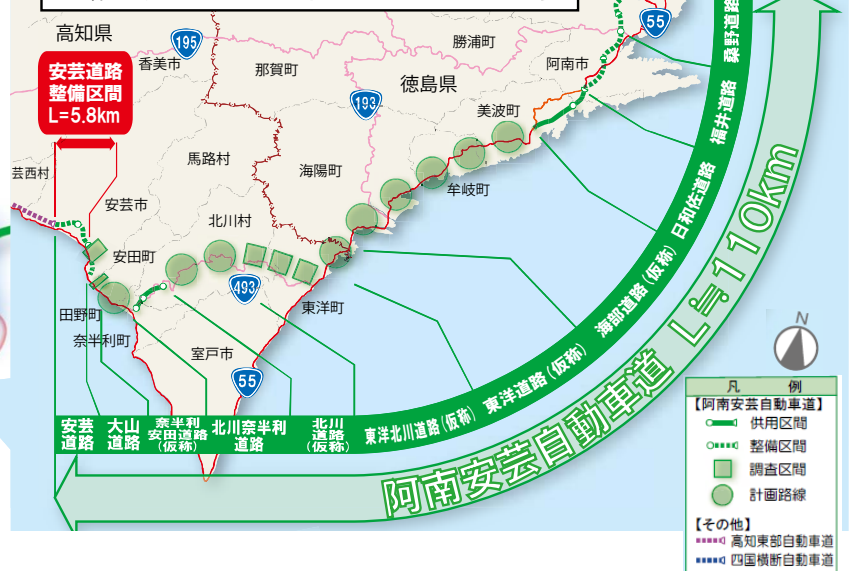 高知県
香美市
195
安芸道路
整備区間
L=5.8km
那賀町
勝浦町
阿南市
55
桑野道路
徳島県
193
美波町
福井道路
馬路村
海陽町
牟岐町
芸西村
安芸市
北川村
安田町
日和佐道路
493
東洋町
田野町
奈半利町
室戸市
55
海部道路(仮称)
東洋道路(仮称)
東洋北川道路(仮称)
安芸
道路
大山
道路
奈半利
安田道路
(仮称)
北川奈半利
道路
北川
道路
(仮称)
阿南安芸自動車道 L≒110km
N
凡 例
【阿南安芸自動車道】
供用区間
整備区間
調査区間
計画路線
【その他】
高知東部自動車道
四国横断自動車道